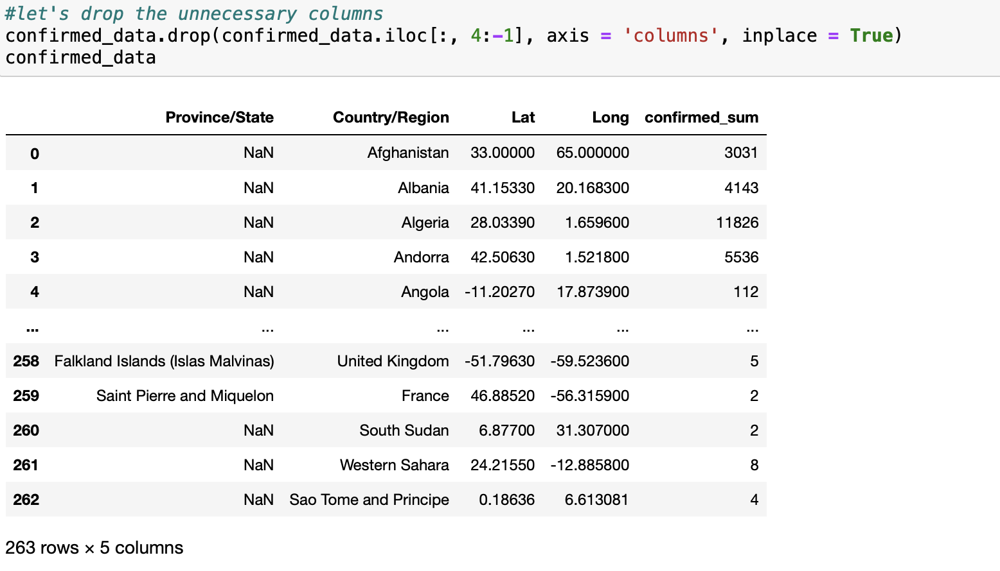 #let's drop the unnecessary columns
confirmed_data.drop(confirmed_data.iloc[:, 4:-1], axis = 'columns', inplace = True)
confirmed_data
Province/State Country/Region Lat Long confirmed_sum
0 NaN Afghanistan 33.00000 65.000000 3031
1 NaN Albania 41.15330 20.168300 4143
2 NaN Algeria 28.03390 1.659600 11826
3 NaN Andorra 42.50630 1.521800 5536
4 NaN Angola -11.20270 17.873900 112
... ... ... ... ... ...
258 Falkland Islands (Islas Malvinas) United Kingdom -51.79630 -59.523600 5
259 Saint Pierre and Miquelon France 46.88520 -56.315900 2
260 NaN South Sudan 6.87700 31.307000 2
261 NaN Western Sahara 24.21550 -12.885800 8
262 NaN Sao Tome and Principe 0.18636 6.613081 4
263 rows × 5 columns